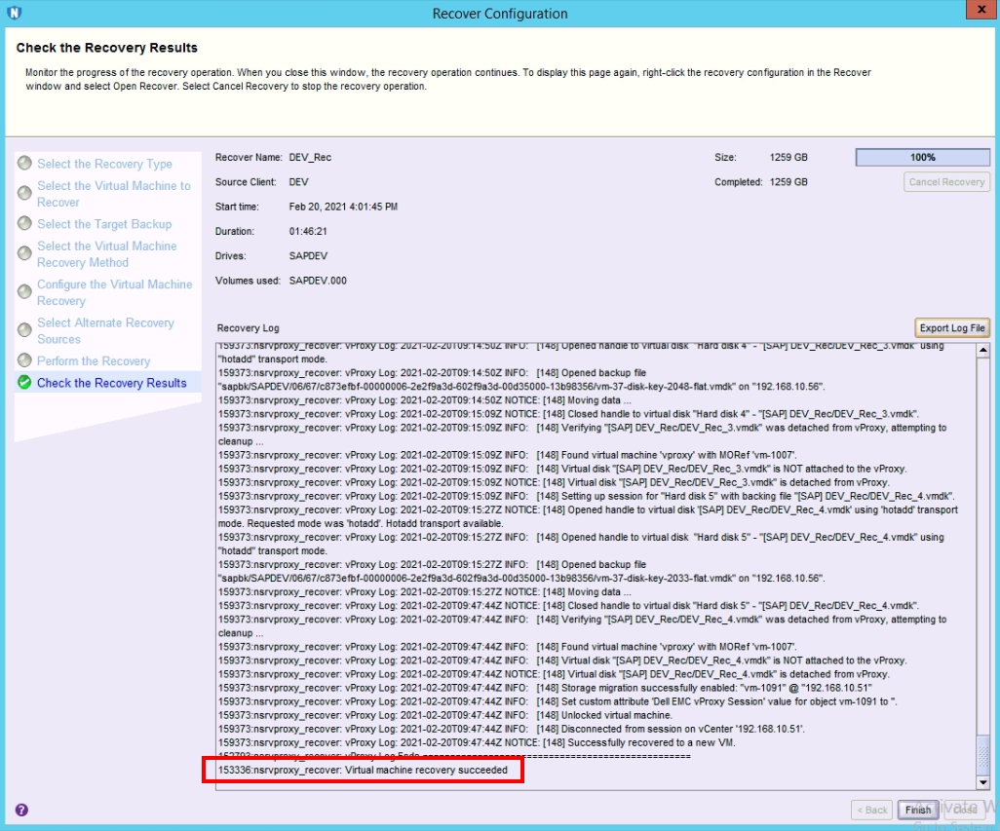 Recover Configuration
x
Check the Recovery Results
Monitor the progress of the recovery operation. When you close this window, the recovery operation continues. To display this page again, right-click the recovery configuration in the Recover
window and select Open Recover. Select Cancel Recovery to stop the recovery operation.
Select the Recovery Type
Select the Virtual Machine to
Recover
Select the Target Backup
Select the Virtual Machine
Recovery Method
Configure the Virtual Machine
Recovery
Select Alternate Recovery
Sources
Perform the Recovery
Check the Recovery Results
Recover Name: DEV_Rec
Source Client: DEV
Start time: Feb 20, 2021 4:01:45 PM
Duration: 01:46:21
Drives: SAPDEV
Volumes used: SAPDEV.000
Size: 1259 GB
Completed: 1259 GB
100%
Cancel Recovery
Recovery Log
Export Log File
159373:nsrvproxy_recover: vProxy Log: 2021-02-20T09:14:50Z INFO: [148] Opened handle to virtual disk "Hard disk 4" - "[SAP] DEV_Rec/DEV_Rec_3.vmdk" using
"hotadd" transport mode.
159373:nsrvproxy_recover: vProxy Log: 2021-02-20T09:14:50Z INFO: [148] Opened backup file
"sapbk/SAPDEV/06/67/c873efbf-00000006-2e2f9a3d-602f9a3d-00d35000-13b98356/vm-37-disk-key-2048-flat.vmdk" on "192.168.10.56".
159373:nsrvproxy_recover: vProxy Log: 2021-02-20T09:14:50Z NOTICE: [148] Moving data ...
159373:nsrvproxy_recover: vProxy Log: 2021-02-20T09:15:09Z NOTICE: [148] Closed handle to virtual disk "Hard disk 4" - "[SAP] DEV_Rec/DEV_Rec_3.vmdk".
159373:nsrvproxy_recover: vProxy Log: 2021-02-20T09:15:09Z INFO: [148] Verifying "[SAP] DEV_Rec/DEV_Rec_3.vmdk" was detached from vProxy, attempting to
cleanup ...
159373:nsrvproxy_recover: vProxy Log: 2021-02-20T09:15:09Z INFO: [148] Found virtual machine 'vproxy' with MORef 'vm-1007'.
159373:nsrvproxy_recover: vProxy Log: 2021-02-20T09:15:09Z INFO: [148] Virtual disk "[SAP] DEV_Rec/DEV_Rec_3.vmdk" is NOT attached to the vProxy.
159373:nsrvproxy_recover: vProxy Log: 2021-02-20T09:15:09Z NOTICE: [148] Virtual disk "[SAP] DEV_Rec/DEV_Rec_3.vmdk" is detached from vProxy.
159373:nsrvproxy_recover: vProxy Log: 2021-02-20T09:15:09Z INFO: [148] Setting up session for "Hard disk 5" with backing file "[SAP] DEV_Rec/DEV_Rec_4.vmdk".
159373:nsrvproxy_recover: vProxy Log: 2021-02-20T09:15:27Z NOTICE: [148] Opened handle to virtual disk '[SAP] DEV_Rec/DEV_Rec_4.vmdk' using 'hotadd' transport
mode. Requested mode was 'hotadd'. Hotadd transport available.
159373:nsrvproxy_recover: vProxy Log: 2021-02-20T09:15:27Z INFO: [148] Opened handle to virtual disk "Hard disk 5" - "[SAP] DEV_Rec/DEV_Rec_4.vmdk" using
"hotadd" transport mode.
159373:nsrvproxy_recover: vProxy Log: 2021-02-20T09:15:27Z INFO: [148] Opened backup file
"sapbk/SAPDEV/06/67/c873efbf-00000006-2e2f9a3d-602f9a3d-00d35000-13b98356/vm-37-disk-key-2033-flat.vmdk" on "192.168.10.56".
159373:nsrvproxy_recover: vProxy Log: 2021-02-20T09:15:27Z NOTICE: [148] Moving data ...
159373:nsrvproxy_recover: vProxy Log: 2021-02-20T09:47:44Z NOTICE: [148] Closed handle to virtual disk "Hard disk 5" - "[SAP] DEV_Rec/DEV_Rec_4.vmdk".
159373:nsrvproxy_recover: vProxy Log: 2021-02-20T09:47:44Z INFO: [148] Verifying "[SAP] DEV_Rec/DEV_Rec_4.vmdk" was detached from vProxy, attempting to
cleanup ...
159373:nsrvproxy_recover: vProxy Log: 2021-02-20T09:47:44Z INFO: [148] Found virtual machine 'vproxy' with MORef 'vm-1007'.
159373:nsrvproxy_recover: vProxy Log: 2021-02-20T09:47:44Z INFO: [148] Virtual disk "[SAP] DEV_Rec/DEV_Rec_4.vmdk" is NOT attached to the vProxy.
159373:nsrvproxy_recover: vProxy Log: 2021-02-20T09:47:44Z NOTICE: [148] Virtual disk "[SAP] DEV_Rec/DEV_Rec_4.vmdk" is detached from vProxy.
159373:nsrvproxy_recover: vProxy Log: 2021-02-20T09:47:44Z INFO: [148] Storage migration successfully enabled: "vm-1091" @ "192.168.10.51"
159373:nsrvproxy_recover: vProxy Log: 2021-02-20T09:47:44Z INFO: [148] Set custom attribute 'Dell EMC vProxy Session' value for object vm-1091 to ''.
159373:nsrvproxy_recover: vProxy Log: 2021-02-20T09:47:44Z INFO: [148] Unlocked virtual machine.
159373:nsrvproxy_recover: vProxy Log: 2021-02-20T09:47:44Z INFO: [148] Disconnected from session on vCenter '192.168.10.51'.
159373:nsrvproxy_recover: vProxy Log: 2021-02-20T09:47:44Z NOTICE: [148] Successfully recovered to a new VM.
152793:nsrvproxy_recover: vProxy Log Ends ================================================
153336:nsrvproxy_recover: Virtual machine recovery succeeded
?
< Back
Finish
Close
Activate W